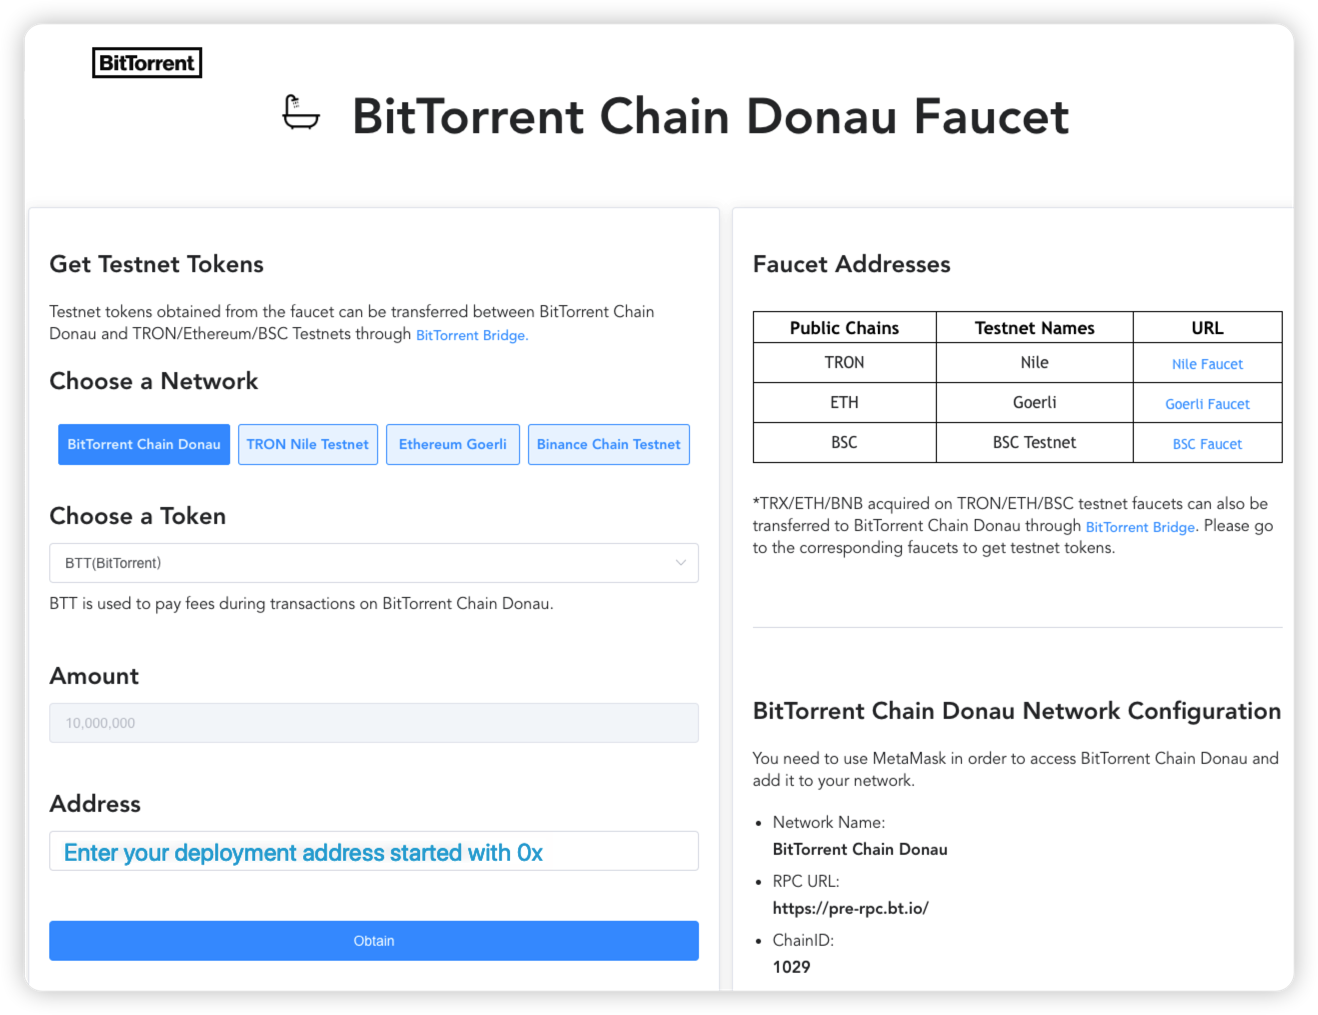 BitTorrent
BitTorrent Chain Donau Faucet
Get Testnet Tokens
Testnet tokens obtained from the faucet can be transferred between BitTorrent Chain
Donau and TRON/Ethereum/BSC Testnets through BitTorrent Bridge.
Choose a Network
BitTorrent Chain Donau
TRON Nile Testnet
Ethereum Goerli
Binance Chain Testnet
Choose a Token
BTT(BitTorrent)
BTT is used to pay fees during transactions on BitTorrent Chain Donau.
Amount
10,000,000
Address
Enter your deployment address started with 0x
Obtain
Faucet Addresses
Public Chains Testnet Names URL
TRON Nile Nile Faucet
ETH Goerli Goerli Faucet
BSC BSC Testnet BSC Faucet
*TRX/ETH/BNB acquired on TRON/ETH/BSC testnet faucets can also be
transferred to BitTorrent Chain Donau through BitTorrent Bridge. Please go
to the corresponding faucets to get testnet tokens.
BitTorrent Chain Donau Network Configuration
You need to use MetaMask in order to access BitTorrent Chain Donau and
add it to your network.
• Network Name:
BitTorrent Chain Donau
• RPC URL:
https://pre-rpc.bt.io/
• ChainID:
1029